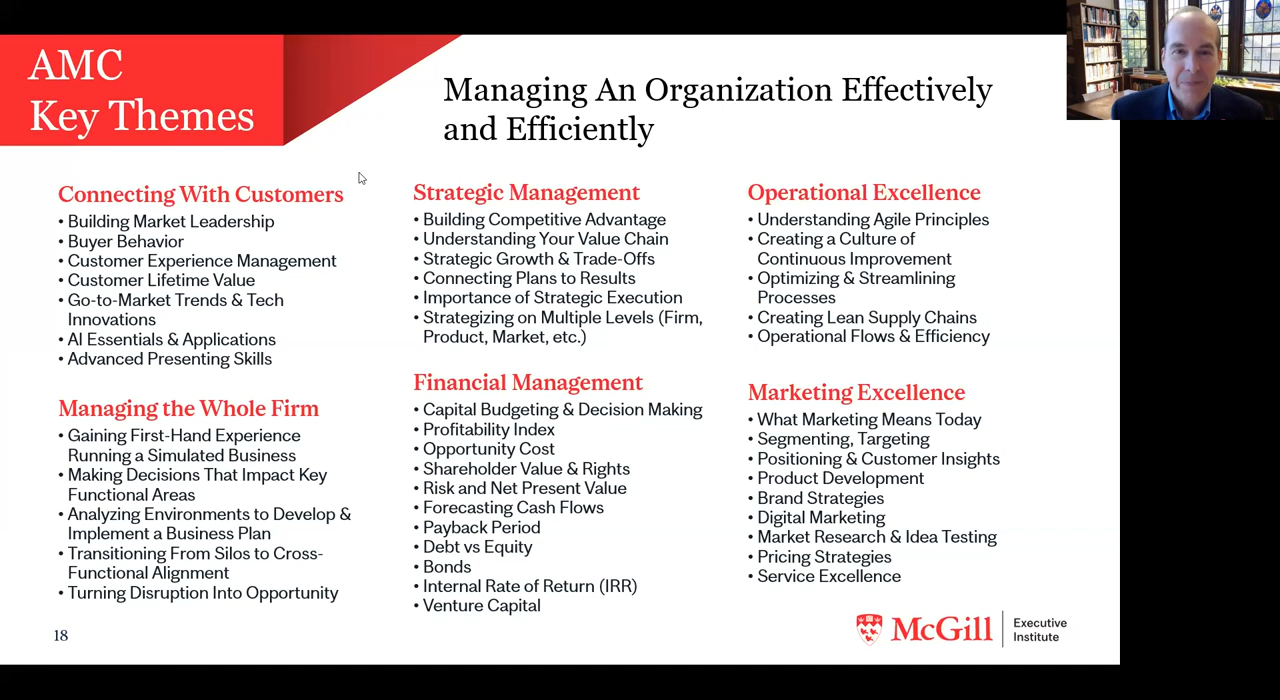 AMC
Key Themes
Managing An Organization Effectively
and Efficiently
Connecting With Customers
• Building Market Leadership
• Buyer Behavior
• Customer Experience Management
• Customer Lifetime Value
• Go-to-Market Trends & Tech
Innovations
• AI Essentials & Applications
• Advanced Presenting Skills
Managing the Whole Firm
• Gaining First-Hand Experience
Running a Simulated Business
• Making Decisions That Impact Key
Functional Areas
• Analyzing Environments to Develop &
Implement a Business Plan
• Transitioning From Silos to Cross-
Functional Alignment
• Turning Disruption Into Opportunity
Strategic Management
• Building Competitive Advantage
• Understanding Your Value Chain
• Strategic Growth & Trade-Offs
• Connecting Plans to Results
• Importance of Strategic Execution
• Strategizing on Multiple Levels (Firm,
Product, Market, etc.)
Financial Management
• Capital Budgeting & Decision Making
• Profitability Index
• Opportunity Cost
• Shareholder Value & Rights
• Risk and Net Present Value
• Forecasting Cash Flows
• Payback Period
• Debt vs Equity
• Bonds
• Internal Rate of Return (IRR)
• Venture Capital
Operational Excellence
• Understanding Agile Principles
• Creating a Culture of
Continuous Improvement
• Optimizing & Streamlining
Processes
• Creating Lean Supply Chains
• Operational Flows & Efficiency
Marketing Excellence
• What Marketing Means Today
• Segmenting, Targeting
• Positioning & Customer Insights
• Product Development
• Brand Strategies
• Digital Marketing
• Market Research & Idea Testing
• Pricing Strategies
• Service Excellence
18
McGill
Executive
Institute